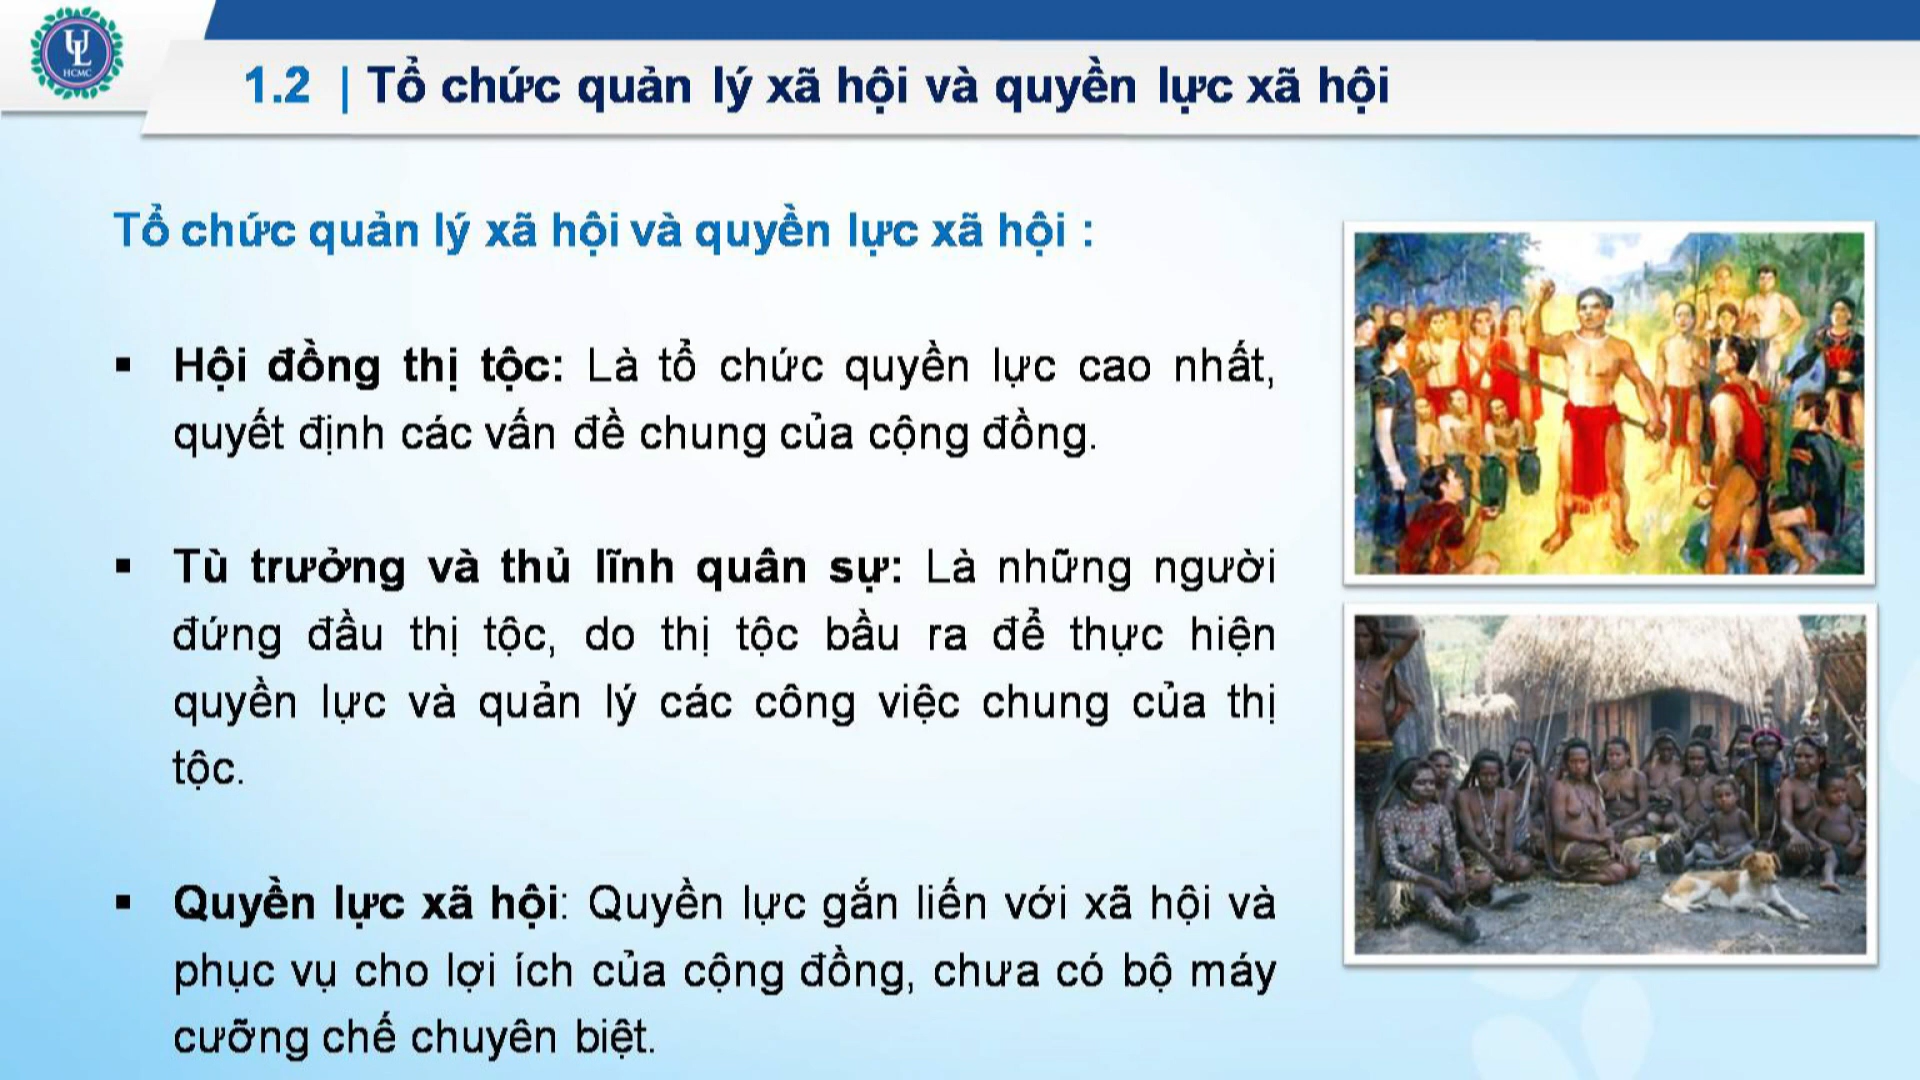 UL
HCMC
1.2 | Tổ chức quản lý xã hội và quyền lực xã hội
Tổ chức quản lý xã hội và quyền lực xã hội :
▪ Hội đồng thị tộc: Là tổ chức quyền lực cao nhất,
quyết định các vấn đề chung của cộng đồng.
▪ Tù trưởng và thủ lĩnh quân sự: Là những người
đứng đầu thị tộc, do thị tộc bầu ra để thực hiện
quyền lực và quản lý các công việc chung của thị
tộc.
▪ Quyền lực xã hội: Quyền lực gắn liến với xã hội và
phục vụ cho lợi ích của cộng đồng, chưa có bộ máy
cưỡng chế chuyên biệt.